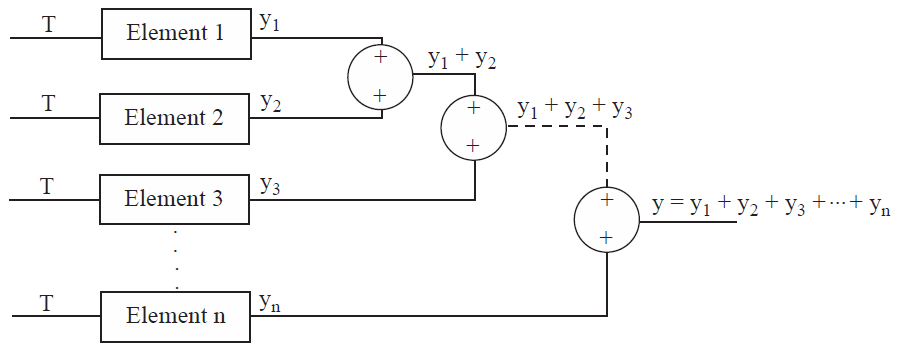 T Element 1 y₁
+ y₁ + y₂
T Element 2 y₂ +
+ y₁ + y₂ + y₃
+
T Element 3 y₃
+ y = y₁ + y₂ + y₃ +···+ yₙ
+
T Element n yₙ